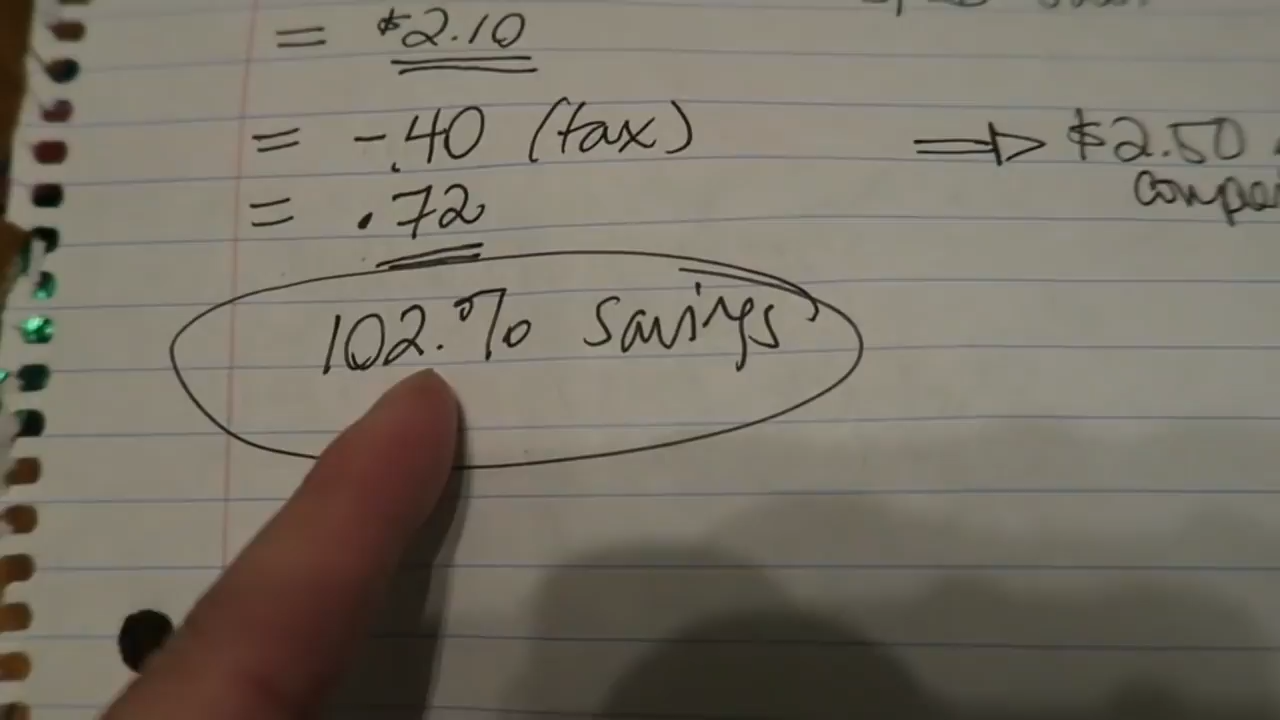 = $2.10
= -.40 (tax)
= .72
102.% savings
⇒ $2.50